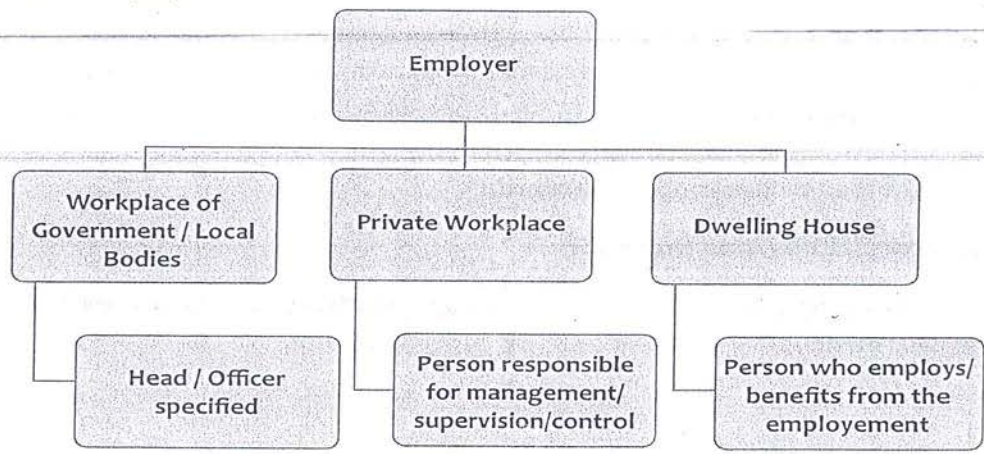 Employer
Workplace of
Government / Local
Bodies
Private Workplace
Dwelling House
Head / Officer
specified
Person responsible
for management/
supervision/control
Person who employs/
benefits from the
employement